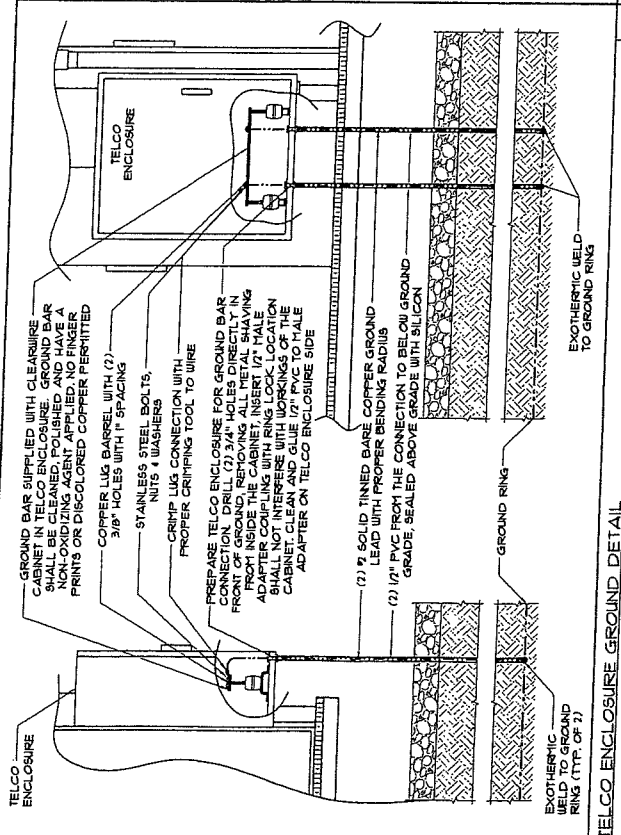 TELCO
ENCLOSURE
GROUND BAR SUPPLIED WITH CLEARWIRE
CABINET IN TELCO ENCLOSURE. GROUND BAR
SHALL BE CLEANED, POLISHED AND HAVE A
NON-OXIDIZING AGENT APPLIED. NO FINGER
PRINTS OR DISCOLORED COPPER PERMITTED
COPPER LUG BARREL WITH (2)
3/8" HOLES WITH 1" SPACING
STAINLESS STEEL BOLTS,
NUTS & WASHERS
CRIMP LUG CONNECTION WITH
PROPER CRIMPING TOOL TO WIRE
PREPARE TELCO ENCLOSURE FOR GROUND BAR
CONNECTION. DRILL (2) 3/4" HOLES DIRECTLY IN
FRONT OF GROUND, REMOVING ALL METAL SHAVING
FROM INSIDE THE CABINET, INSERT 1/2" MALE
ADAPTER COUPLING WITH RING LOCK. LOCATION
SHALL NOT INTERFERE WITH WORKINGS OF THE
CABINET. CLEAN AND GLUE 1/2" PVC TO MALE
ADAPTER ON TELCO ENCLOSURE SIDE
(2) #2 SOLID TINNED BARE COPPER GROUND
LEAD WITH PROPER BENDING RADIUS
(2) 1/2" PVC FROM THE CONNECTION TO BELOW GROUND
GRADE, SEALED ABOVE GRADE WITH SILICON
TELCO
ENCLOSURE
GROUND RING
EXOTHERMIC
WELD TO GROUND
RING (TYP. OF 2)
EXOTHERMIC WELD
TO GROUND RING
TELCO ENCLOSURE GROUND DETAIL